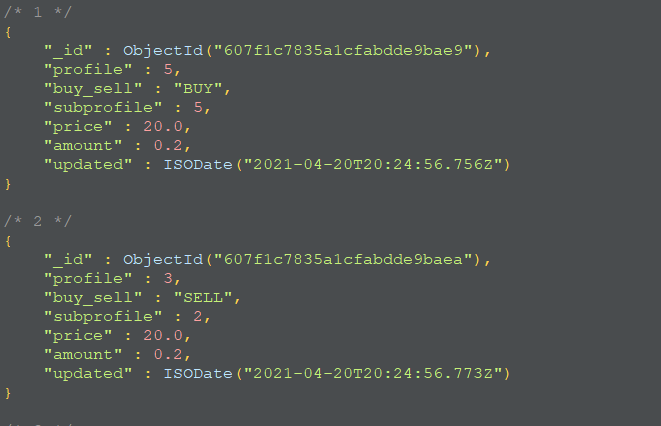 /* 1 */
{
"_id" : ObjectId("607f1c7835a1cfabdde9bae9"),
"profile" : 5,
"buy_sell" : "BUY",
"subprofile" : 5,
"price" : 20.0,
"amount" : 0.2,
"updated" : ISODate("2021-04-20T20:24:56.756Z")
}
/* 2 */
{
"_id" : ObjectId("607f1c7835a1cfabdde9baea"),
"profile" : 3,
"buy_sell" : "SELL",
"subprofile" : 2,
"price" : 20.0,
"amount" : 0.2,
"updated" : ISODate("2021-04-20T20:24:56.773Z")
}